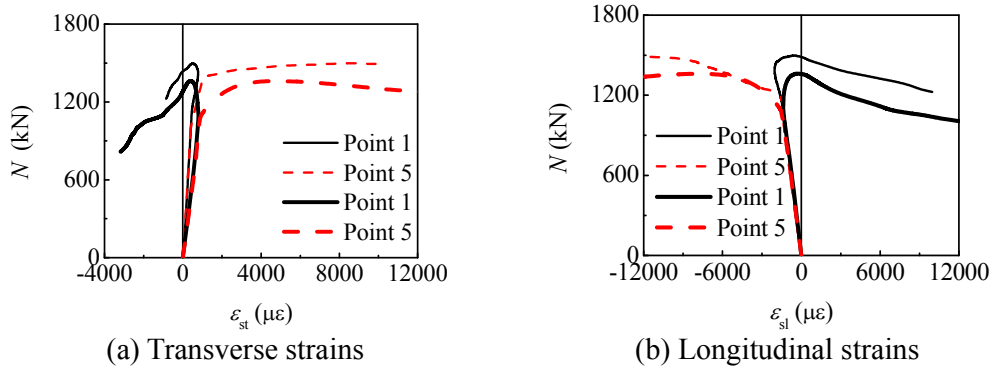 1800
1200
600
0
N (kN)
-4000
0
4000
8000
12000
Point 1
Point 5
Point 1
Point 5
εst (με)
(a) Transverse strains
1800
1200
600
0
N (kN)
-12000
-6000
0
6000
12000
Point 1
Point 5
Point 1
Point 5
εsl (με)
(b) Longitudinal strains